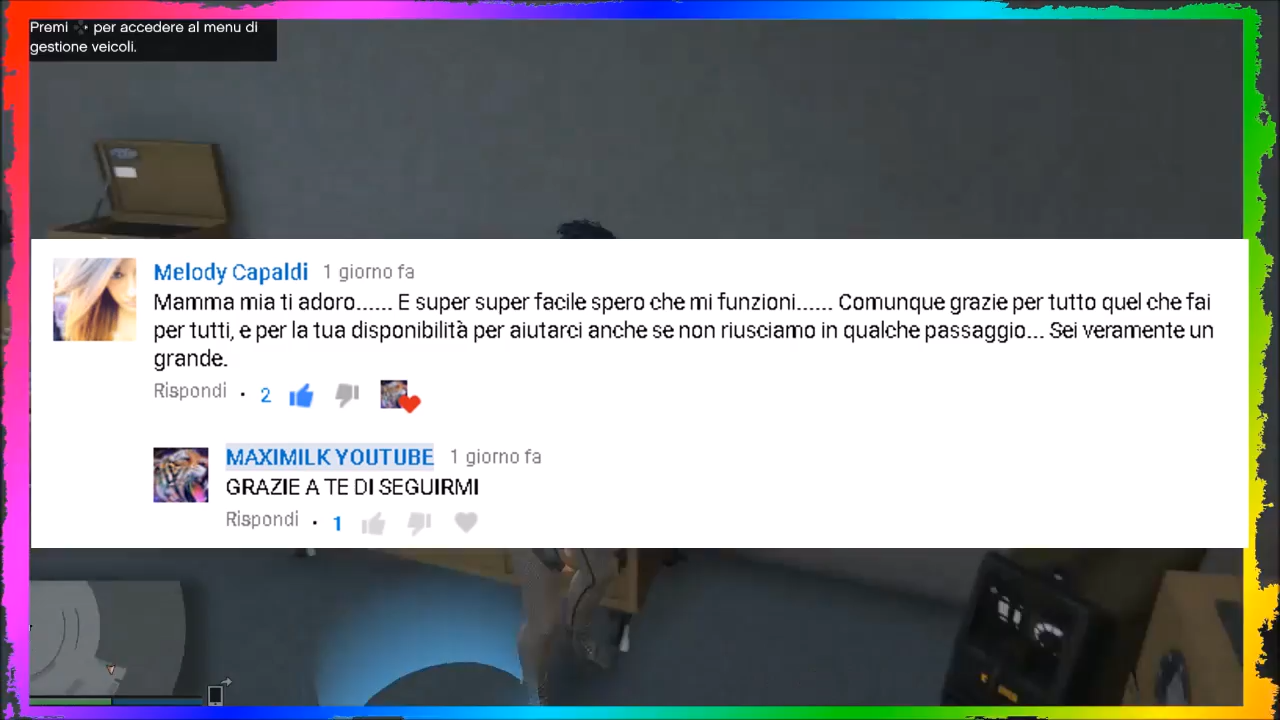 Premi per accedere al menu di
gestione veicoli.
Melody Capaldi 1 giorno fa
Mamma mia ti adoro...... E super super facile spero che mi funzioni...... Comunque grazie per tutto quel che fai
per tutti, e per la tua disponibilità per aiutarci anche se non riusciamo in qualche passaggio... Sei veramente un
grande.
Rispondi · 2
MAXIMILK YOUTUBE 1 giorno fa
GRAZIE A TE DI SEGUIRMI
Rispondi · 1